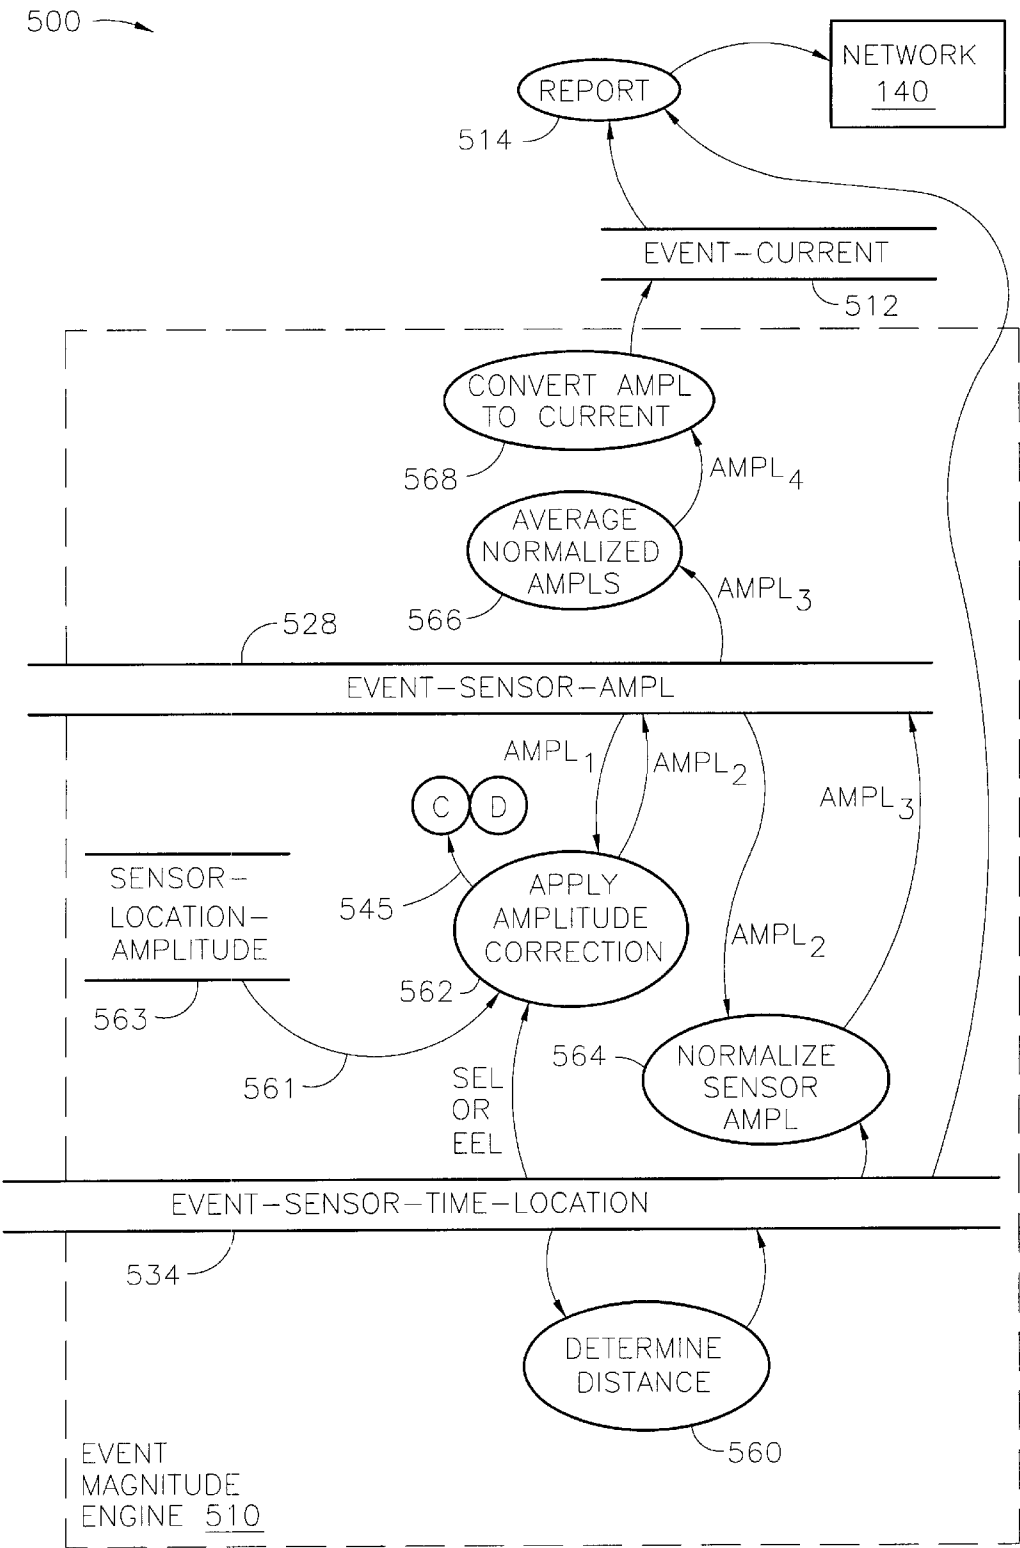 500
NETWORK
140
REPORT
514
EVENT-CURRENT
512
CONVERT AMPL
TO CURRENT
568
AMPL4
AVERAGE
NORMALIZED
AMPLS
566
AMPL3
528
EVENT-SENSOR-AMPL
AMPL1
AMPL2
AMPL3
C D
545
SENSOR-
LOCATION-
AMPLITUDE
563
APPLY
AMPLITUDE
CORRECTION
562
AMPL2
561
564
NORMALIZE
SENSOR
AMPL
SEL
OR
EEL
EVENT-SENSOR-TIME-LOCATION
534
DETERMINE
DISTANCE
560
EVENT
MAGNITUDE
ENGINE 510